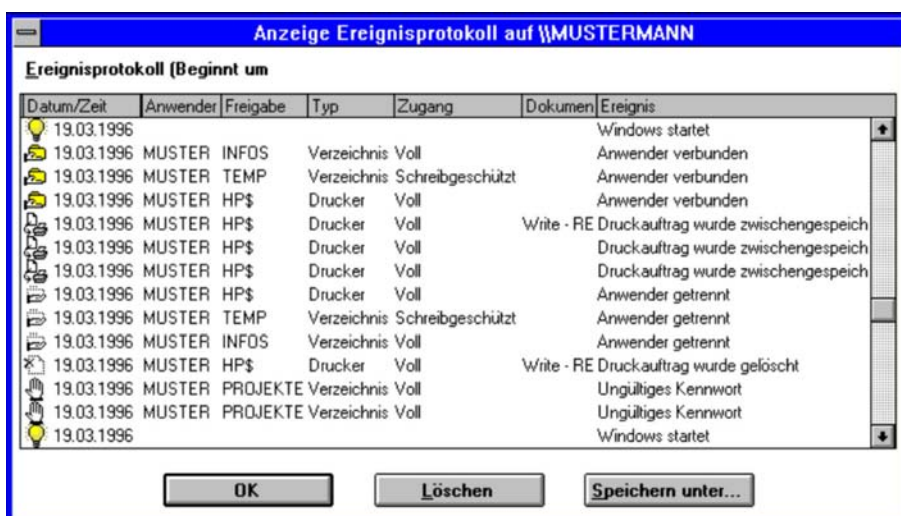 Anzeige Ereignisprotokoll auf \\MUSTERMANN
Ereignisprotokoll (Beginnt um
Datum/Zeit Anwender Freigabe Typ Zugang Dokumen Ereignis
19.03.1996 Windows startet
19.03.1996 MUSTER INFOS Verzeichnis Voll Anwender verbunden
19.03.1996 MUSTER TEMP Verzeichnis Schreibgeschützt Anwender verbunden
19.03.1996 MUSTER HP$ Drucker Voll Anwender verbunden
19.03.1996 MUSTER HP$ Drucker Voll Write - RE Druckauftrag wurde zwischengespeich
19.03.1996 MUSTER HP$ Drucker Voll Druckauftrag wurde zwischengespeich
19.03.1996 MUSTER HP$ Drucker Voll Druckauftrag wurde zwischengespeich
19.03.1996 MUSTER HP$ Drucker Voll Anwender getrennt
19.03.1996 MUSTER TEMP Verzeichnis Schreibgeschützt Anwender getrennt
19.03.1996 MUSTER INFOS Verzeichnis Voll Anwender getrennt
19.03.1996 MUSTER HP$ Drucker Voll Write - RE Druckauftrag wurde gelöscht
19.03.1996 MUSTER PROJEKTE Verzeichnis Voll Ungültiges Kennwort
19.03.1996 MUSTER PROJEKTE Verzeichnis Voll Ungültiges Kennwort
19.03.1996 Windows startet
OK Löschen Speichern unter...